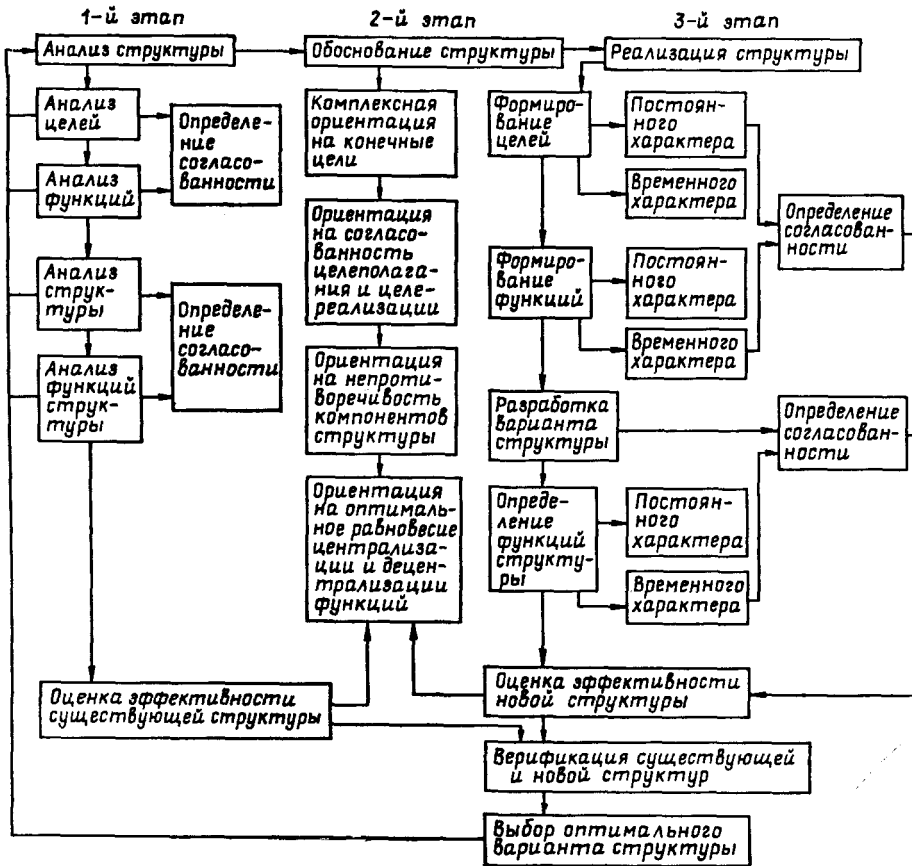 1-й этап
Анализ структуры
Анализ
целей
Анализ
функций
Определе-
ние
согласо-
ванности
Анализ
струк-
туры
Анализ
функций
струк-
туры
Определе-
ние
согласо-
ванности
Оценка эффективности
существующей структуры
2-й этап
Обоснование структуры
Комплексная
ориентация
на конечные
цели
Ориентация
на согласо-
ванность
целеполага-
ния и целе-
реализации
Ориентация
на непроти-
воречивость
компонентов
структуры
Ориентация
на оптималь-
ное равновесие
централиза-
ции и децен-
трализации
функций
3-й этап
Реализация структуры
Формиро-
вание
целей
Постоян-
ного
характера
Временного
характера
Формиро-
вание
функций
Постоян-
ного
характера
Временного
характера
Определение
согласован-
ности
Разработка
варианта
структуры
Опреде-
ление
функций
структу-
ры
Постоян-
ного
характера
Временного
характера
Определение
согласован-
ности
Оценка эффективности
новой структуры
Верификация существующей
и новой структур
Выбор оптимального
варианта структуры